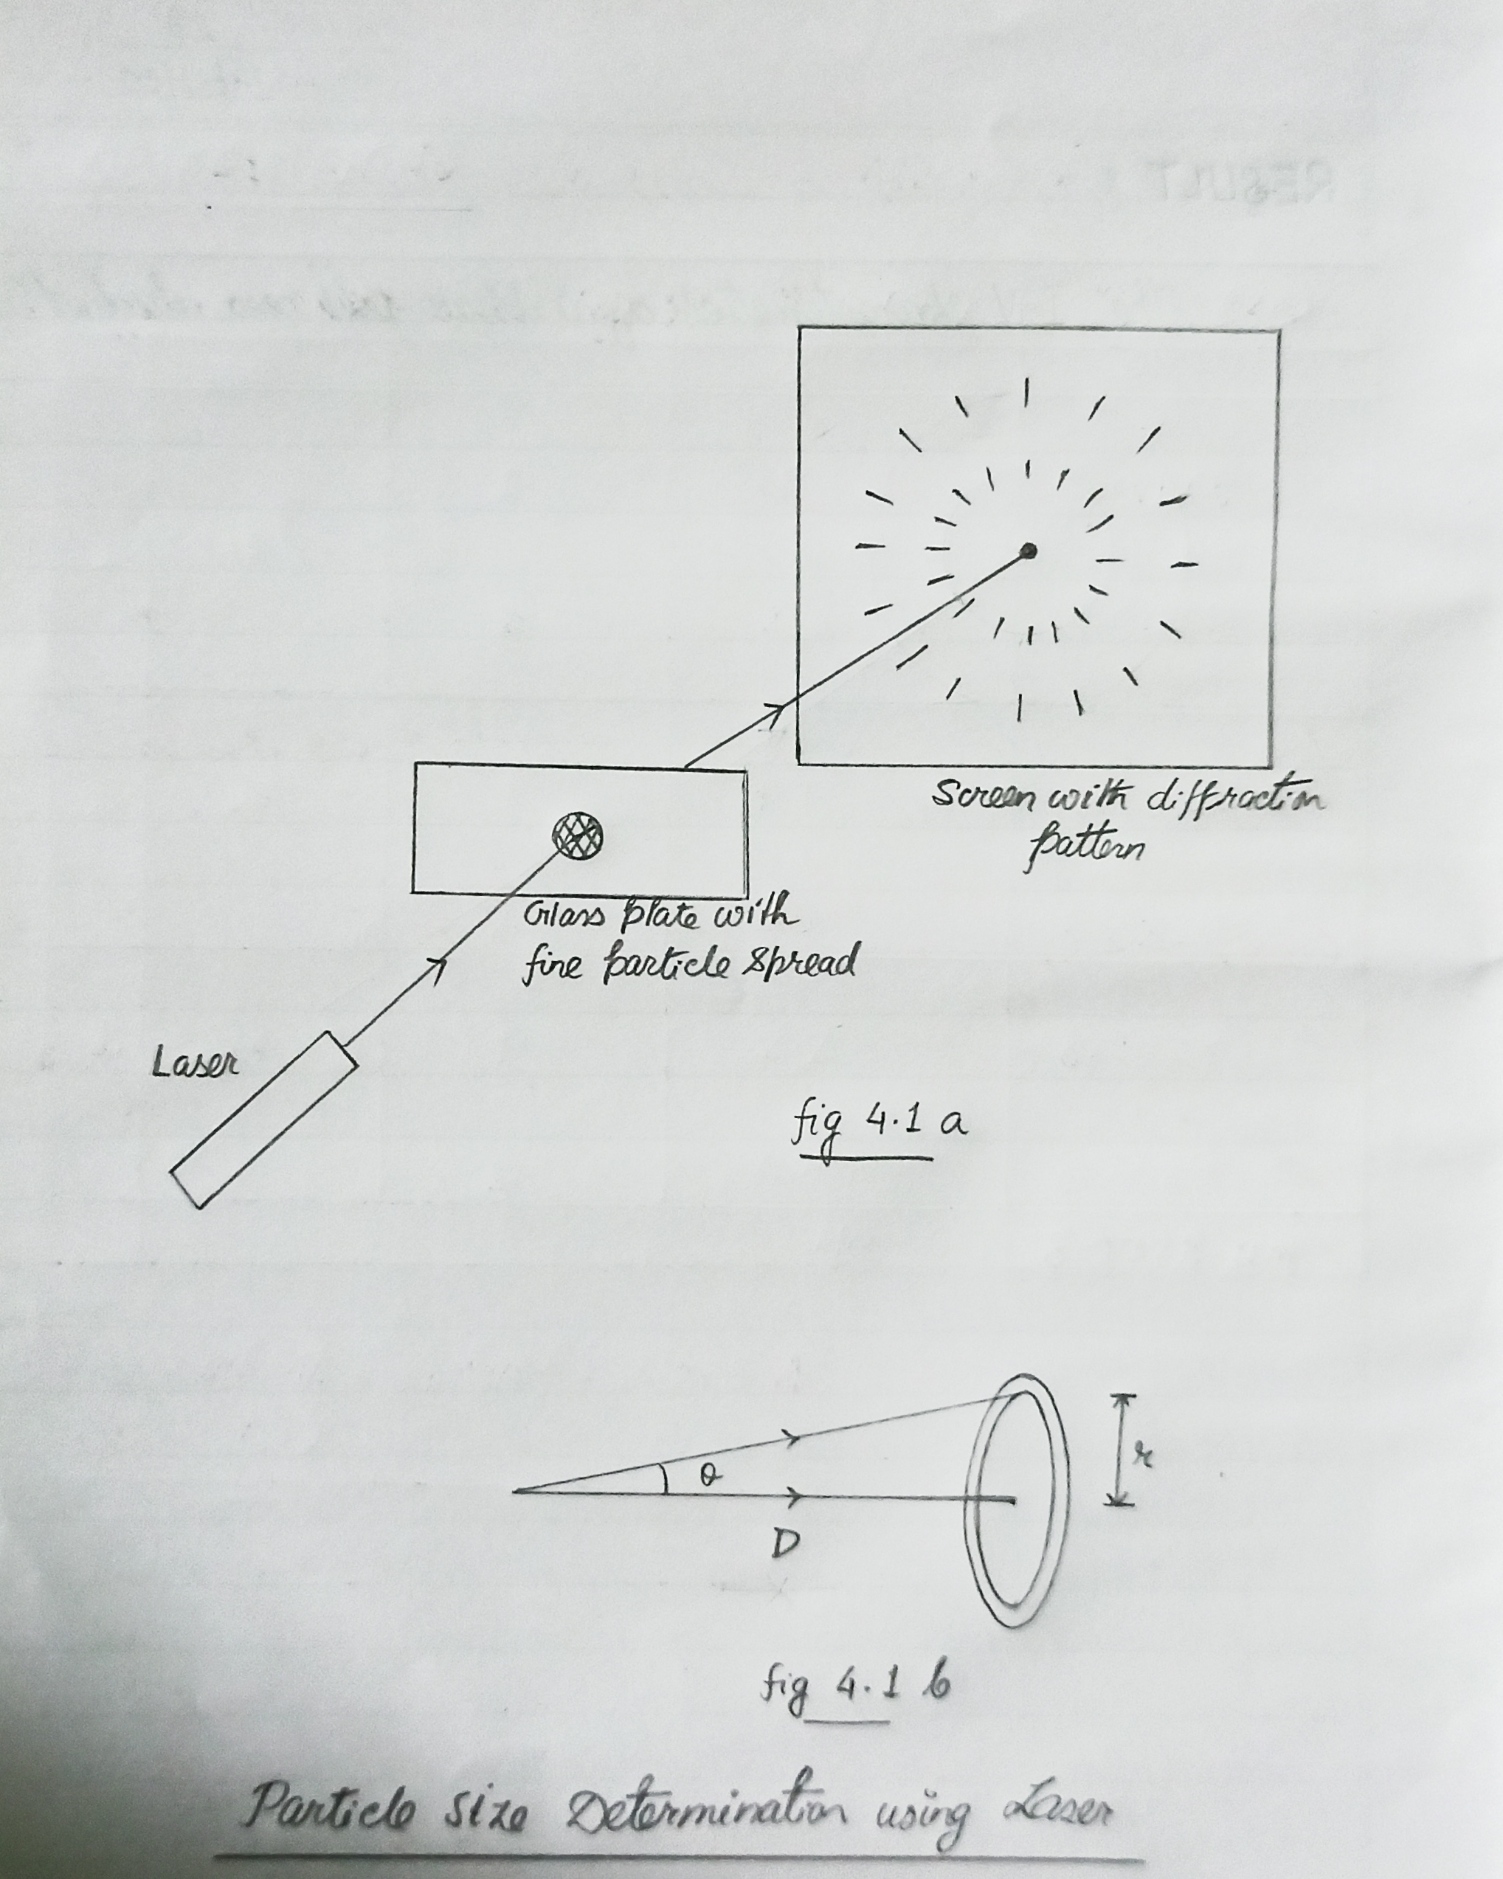 Screen with diffraction
pattern
Glass plate with
fine particle spread
Laser
fig 4.1 a
θ
r
D
fig 4.1 b
Particle size Determination using Laser